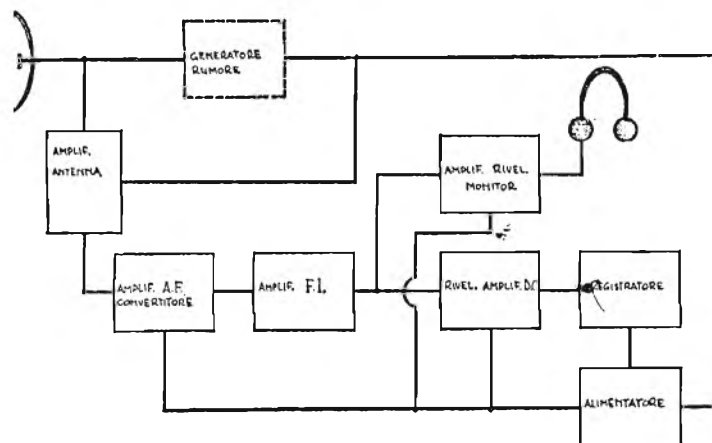 GENERATORE
RUMORE
AMPLIF.
ANTENNA
AMPLIF. RIVEL.
MONITOR
AMPLIF. A.F.
CONVERTITORE
AMPLIF. F.I.
RIVEL. AMPLIF. D.C.
REGISTRATORE
ALIMENTATORE